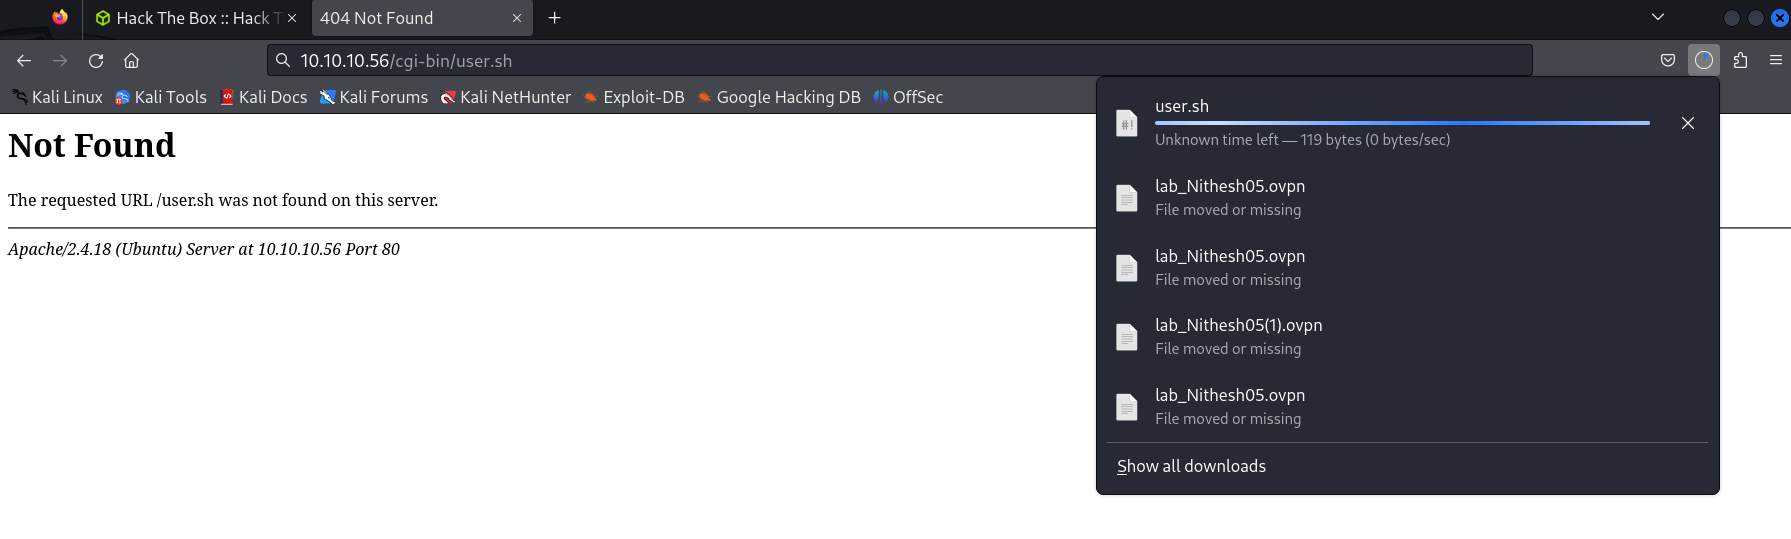 Hack The Box :: Hack T
404 Not Found
10.10.10.56/cgi-bin/user.sh
Kali Linux
Kali Tools
Kali Docs
Kali Forums
Kali NetHunter
Exploit-DB
Google Hacking DB
OffSec
Not Found
The requested URL /user.sh was not found on this server.
Apache/2.4.18 (Ubuntu) Server at 10.10.10.56 Port 80
#!
user.sh
Unknown time left — 119 bytes (0 bytes/sec)
lab_Nithesh05.ovpn
File moved or missing
lab_Nithesh05.ovpn
File moved or missing
lab_Nithesh05(1).ovpn
File moved or missing
lab_Nithesh05.ovpn
File moved or missing
Show all downloads